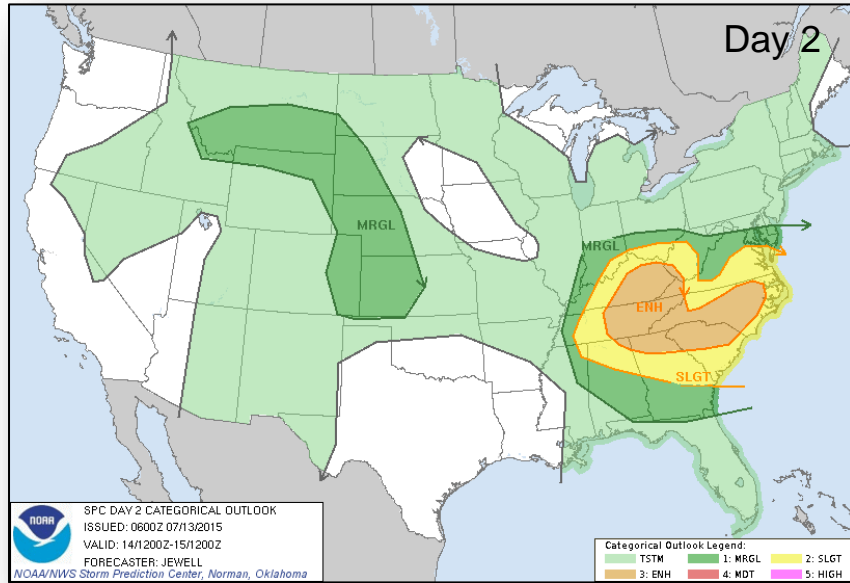 Day 2
MRGL
MRGL
ENH
SLGT
NOAA
SPC DAY 2 CATEGORICAL OUTLOOK
ISSUED: 0600Z 07/13/2015
VALID: 14/1200Z-15/1200Z
FORECASTER: JEWELL
NOAA/NWS Storm Prediction Center, Norman, Oklahoma
Categorical Outlook Legend:
TSTM 1: MRGL 2: SLGT
3: ENH 4: MDT 5: HIGH